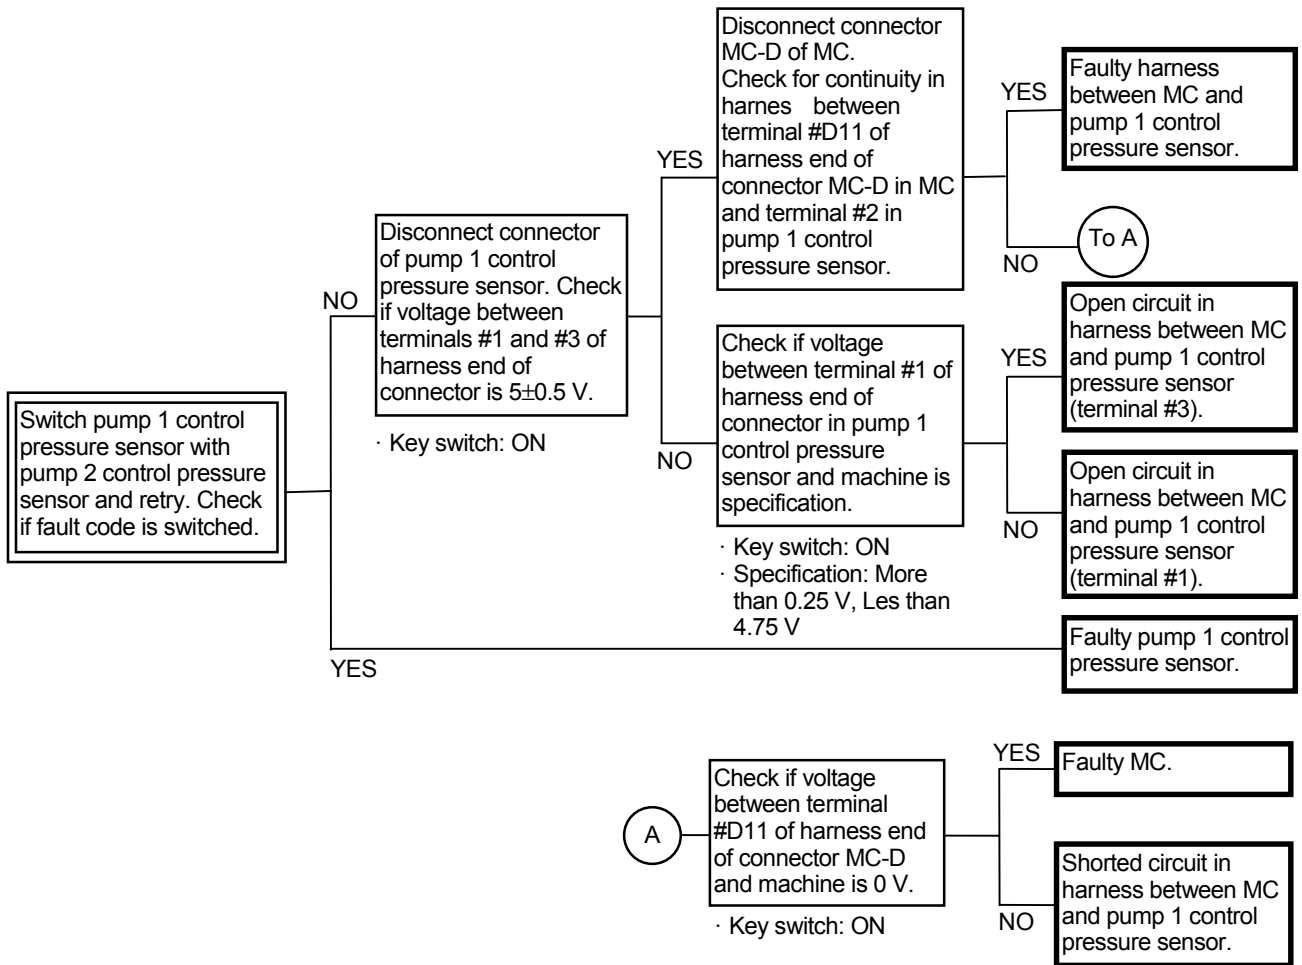 Switch pump 1 control
pressure sensor with
pump 2 control pressure
sensor and retry. Check
if fault code is switched.
NO
YES
Disconnect connector
of pump 1 control
pressure sensor. Check
if voltage between
terminals #1 and #3 of
harness end of
connector is 5±0.5 V.
· Key switch: ON
YES
NO
Disconnect connector
MC-D of MC.
Check for continuity in
harnes between
terminal #D11 of
harness end of
connector MC-D in MC
and terminal #2 in
pump 1 control
pressure sensor.
YES
NO
Faulty harness
between MC and
pump 1 control
pressure sensor.
To A
Check if voltage
between terminal #1 of
harness end of
connector in pump 1
control pressure
sensor and machine is
specification.
· Key switch: ON
· Specification: More
than 0.25 V, Les than
4.75 V
YES
NO
Open circuit in
harness between MC
and pump 1 control
pressure sensor
(terminal #3).
Open circuit in
harness between MC
and pump 1 control
pressure sensor
(terminal #1).
Faulty pump 1 control
pressure sensor.
A
Check if voltage
between terminal
#D11 of harness end
of connector MC-D
and machine is 0 V.
· Key switch: ON
YES
NO
Faulty MC.
Shorted circuit in
harness between MC
and pump 1 control
pressure sensor.